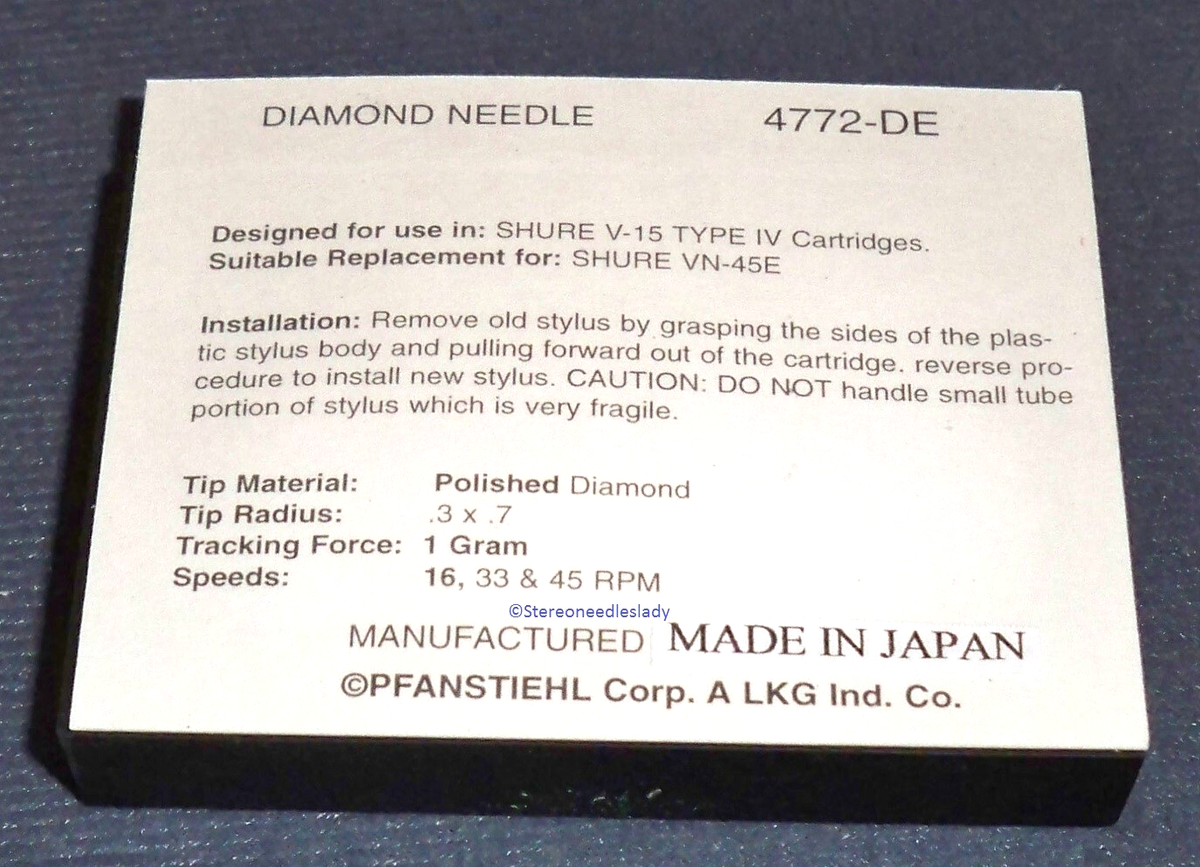 DIAMOND NEEDLE 4772-DE
Designed for use in: SHURE V-15 TYPE IV Cartridges.
Suitable Replacement for: SHURE VN-45E
Installation: Remove old stylus by grasping the sides of the plas-
tic stylus body and pulling forward out of the cartridge. reverse pro-
cedure to install new stylus. CAUTION: DO NOT handle small tube
portion of stylus which is very fragile.
Tip Material: Polished Diamond
Tip Radius: .3 x .7
Tracking Force: 1 Gram
Speeds: 16, 33 & 45 RPM
©Stereoneedleslady
MANUFACTURED MADE IN JAPAN
©PFANSTIEHL Corp. A LKG Ind. Co.